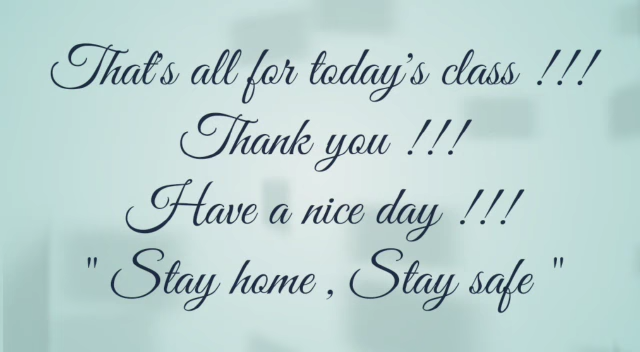 That's all for today's class !!!
Thank you !!!
Have a nice day !!!
" Stay home , Stay safe "